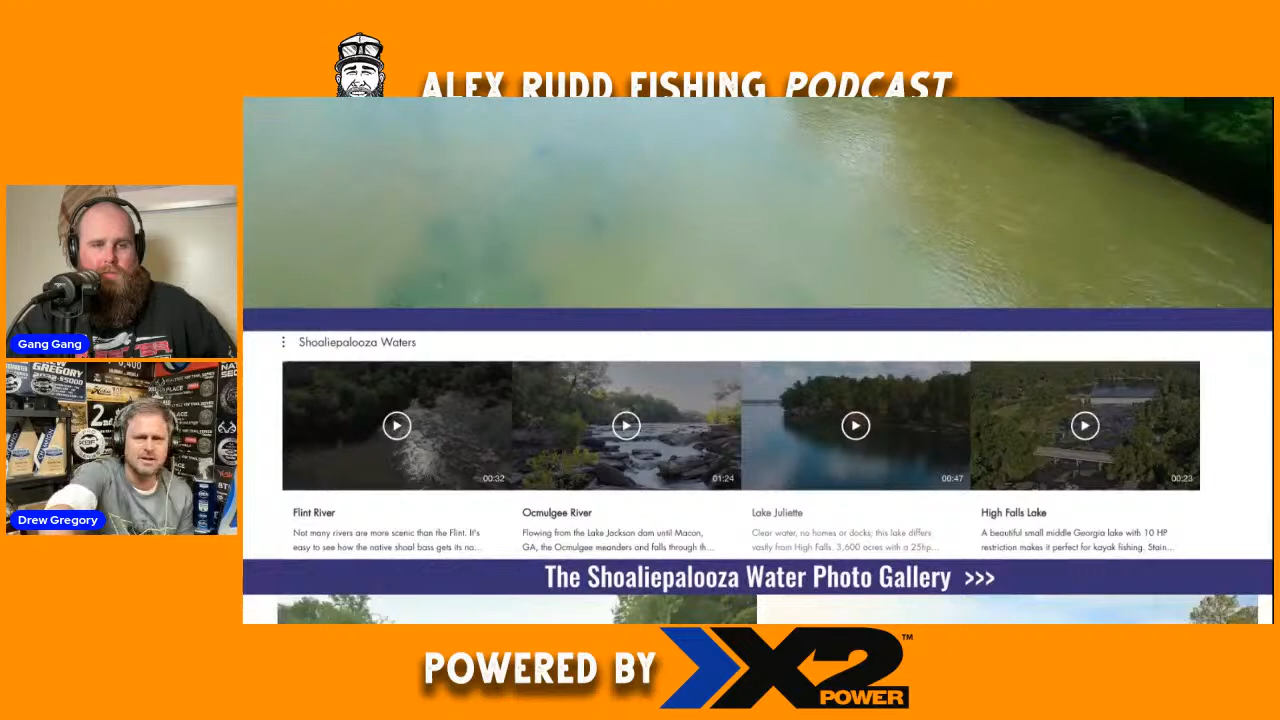 ALEX RUDD FISHING PODCAST
Gang Gang
DREW
GREGORY
2nd
KBF
Drew Gregory
Shoaliepalooza Waters
00:32
01:24
00:47
00:23
Flint River
Not many rivers are more scenic than the Flint. It's
easy to see how the native shoal bass gets its na...
Ocmulgee River
Flowing from the Lake Jackson dam until Macon,
GA, the Ocmulgee meanders and falls through th...
Lake Juliette
Clear water, no homes or docks; this lake differs
vastly from High Falls. 3,600 acres with a 25hp...
High Falls Lake
A beautiful small middle Georgia lake with 10 HP
restriction makes it perfect for kayak fishing. Stain...
The Shoaliepalooza Water Photo Gallery >>>
POWERED BY
X2
POWER
™